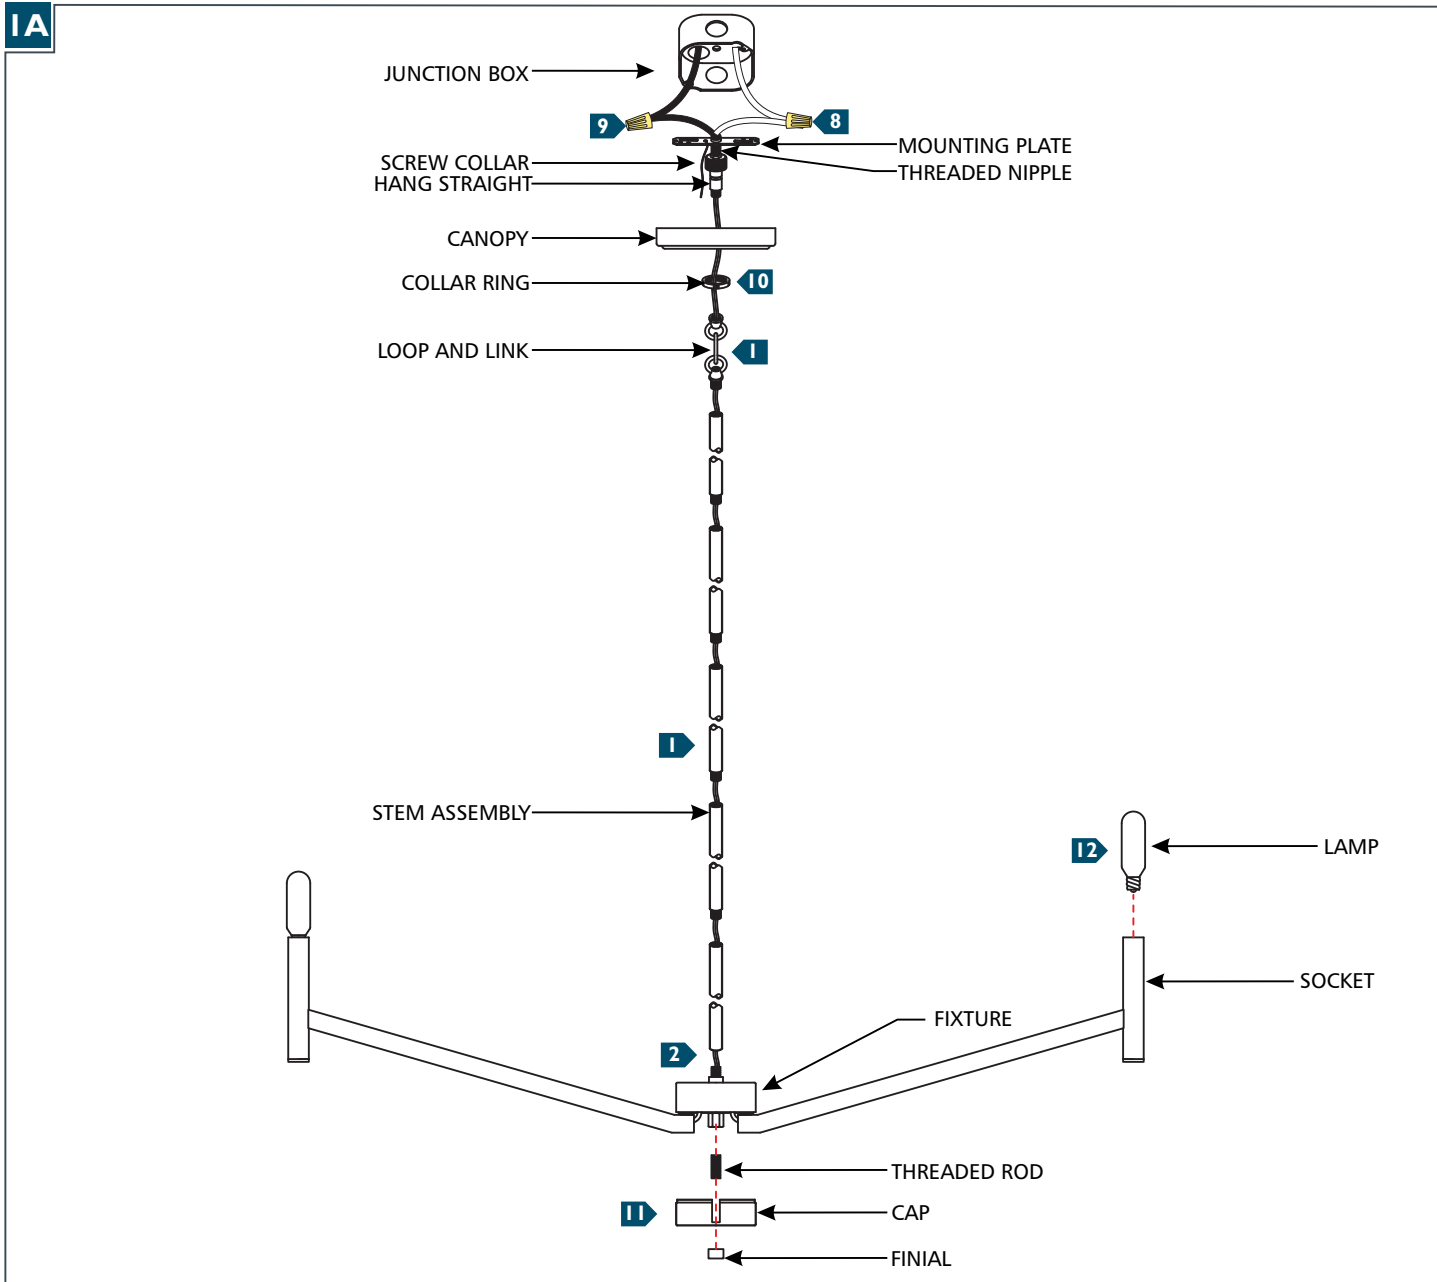 1A
JUNCTION BOX
9
8
MOUNTING PLATE
SCREW COLLAR
THREADED NIPPLE
HANG STRAIGHT
CANOPY
COLLAR RING
10
LOOP AND LINK
1
1
STEM ASSEMBLY
12
LAMP
SOCKET
FIXTURE
2
THREADED ROD
11
CAP
FINIAL